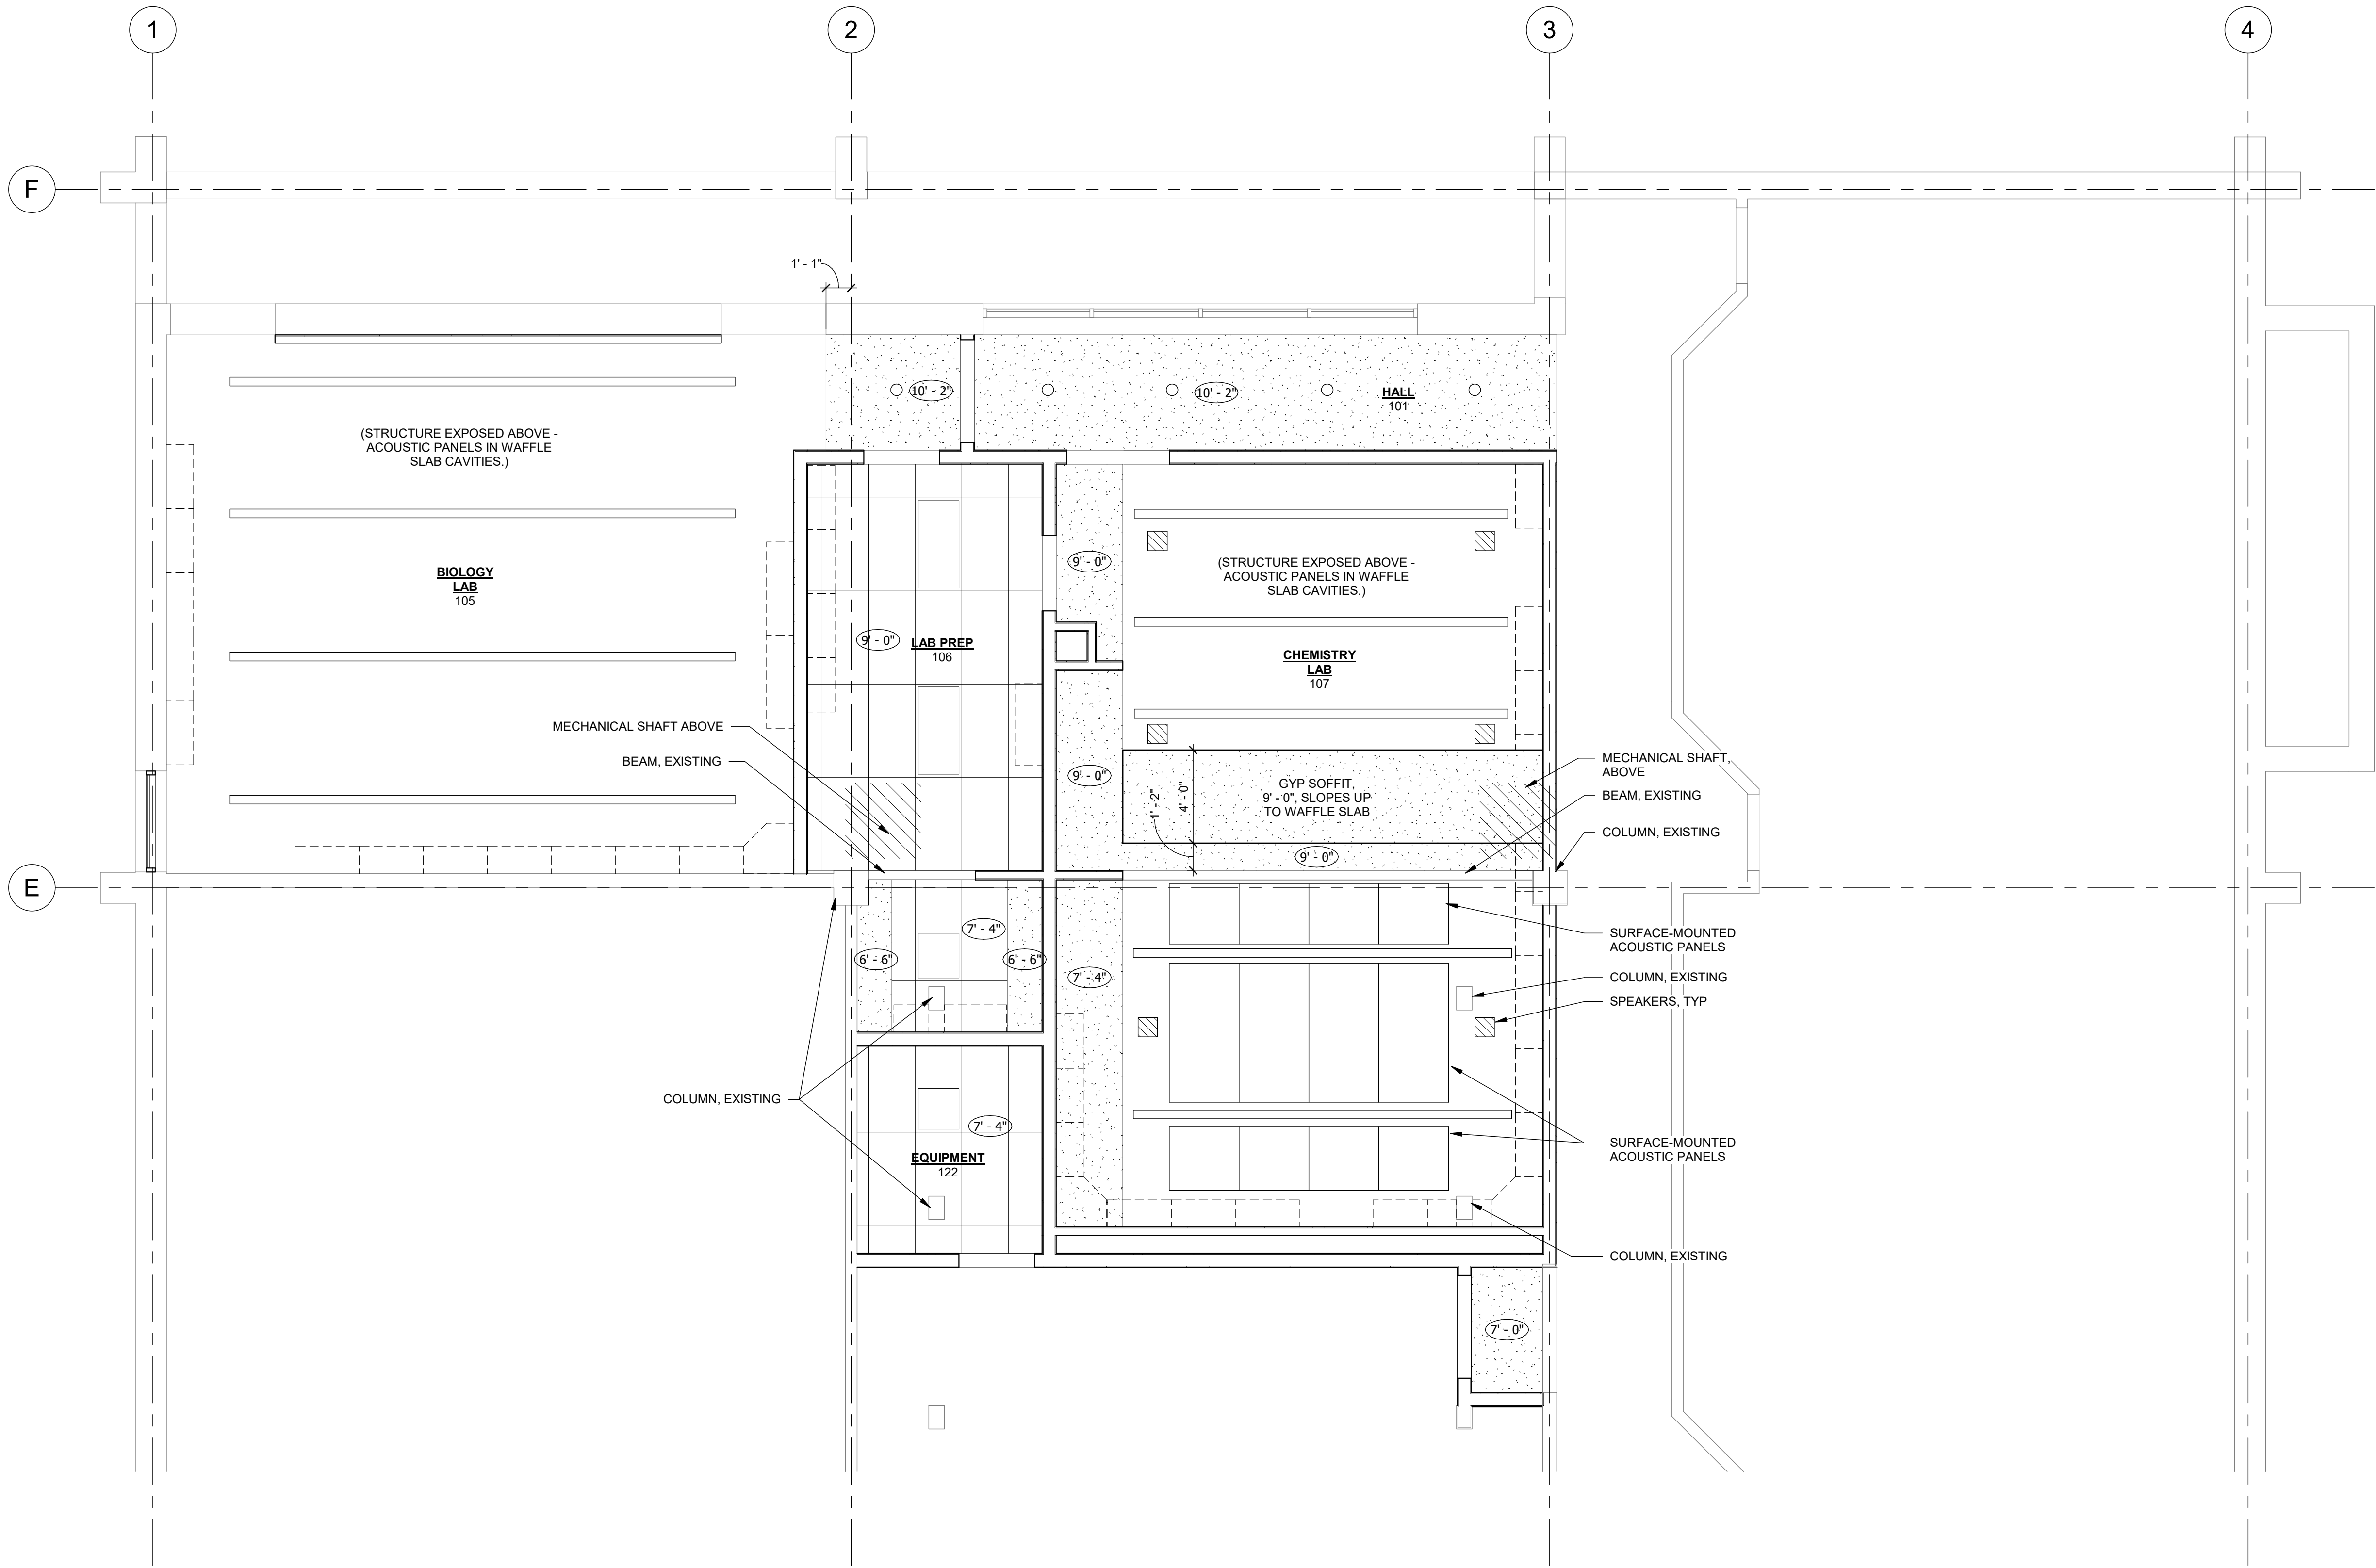 1
2
3
4
F
1' - 1"
10' - 2"
10' - 2"
HALL
101
(STRUCTURE EXPOSED ABOVE -
ACOUSTIC PANELS IN WAFFLE
SLAB CAVITIES.)
9' - 0"
(STRUCTURE EXPOSED ABOVE -
ACOUSTIC PANELS IN WAFFLE
SLAB CAVITIES.)
BIOLOGY
LAB
105
9' - 0"
LAB PREP
106
CHEMISTRY
LAB
107
MECHANICAL SHAFT ABOVE
BEAM, EXISTING
9' - 0"
1' - 2"
4' - 0"
GYP SOFFIT,
9' - 0", SLOPES UP
TO WAFFLE SLAB
MECHANICAL SHAFT,
ABOVE
BEAM, EXISTING
COLUMN, EXISTING
9' - 0"
E
7' - 4"
6' - 6"
6' - 6"
7' - 4"
SURFACE-MOUNTED
ACOUSTIC PANELS
COLUMN, EXISTING
SPEAKERS, TYP
COLUMN, EXISTING
7' - 4"
EQUIPMENT
122
SURFACE-MOUNTED
ACOUSTIC PANELS
COLUMN, EXISTING
7' - 0"